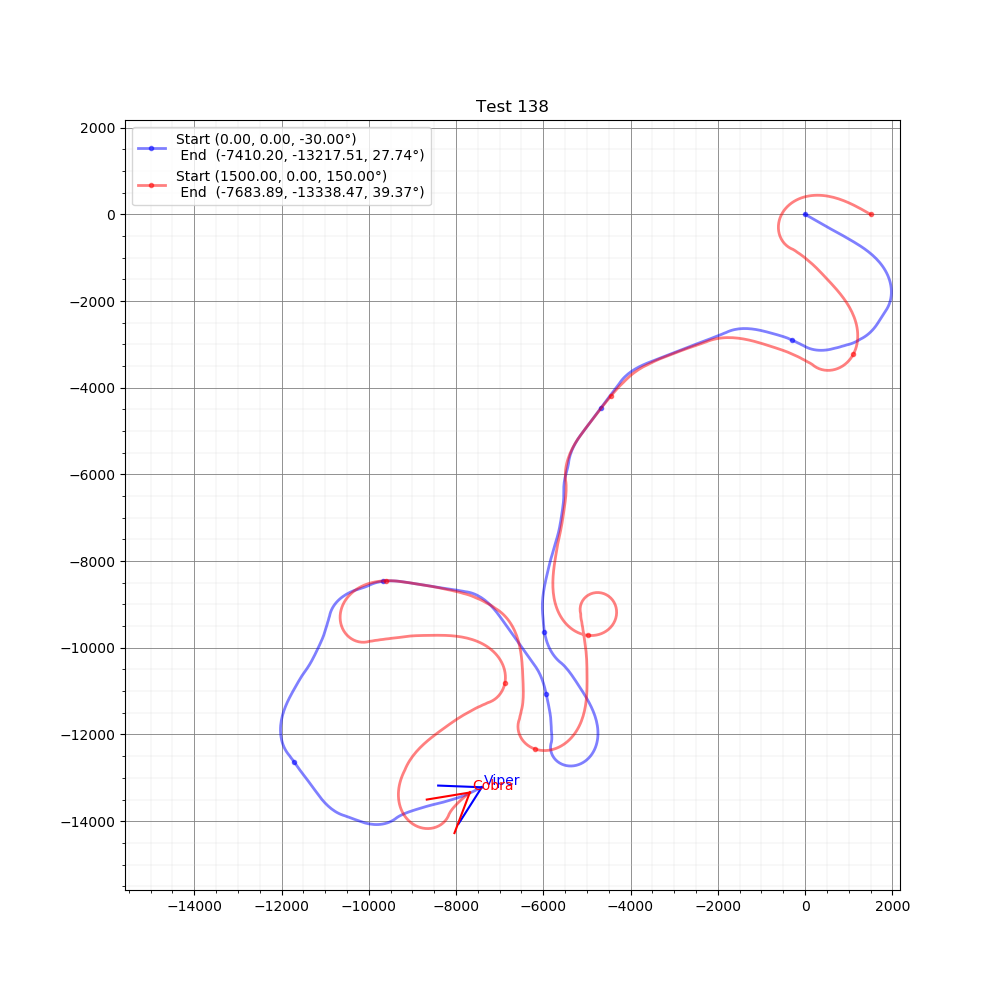 Test 138
Start (0.00, 0.00, -30.00°)
End (-7410.20, -13217.51, 27.74°)
Start (1500.00, 0.00, 150.00°)
End (-7683.89, -13338.47, 39.37°)
2000
0
−2000
−4000
−6000
−8000
−10000
−12000
−14000
Viper
Cobra
−14000 −12000 −10000 −8000 −6000 −4000 −2000 0 2000